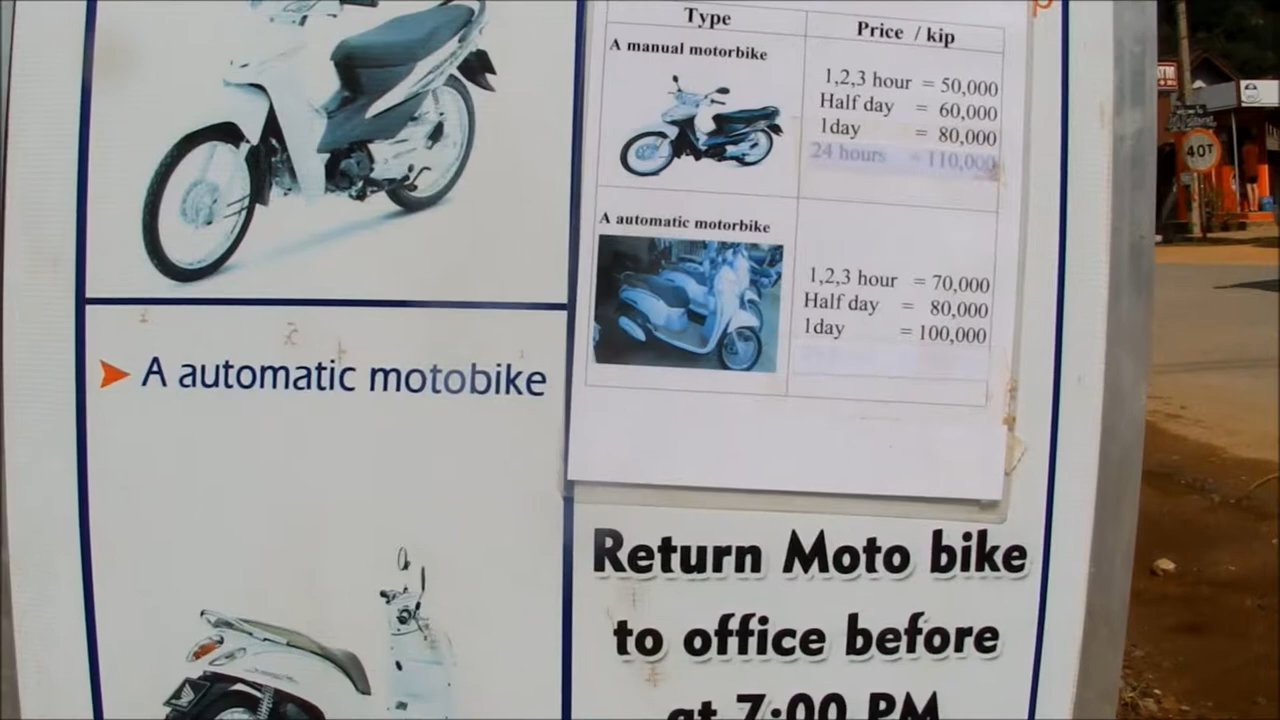 Type
Price / kip
A manual motorbike
1,2,3 hour = 50,000
Half day = 60,000
1day = 80,000
24 hours = 110,000
A automatic motorbike
1,2,3 hour = 70,000
Half day = 80,000
1day = 100,000
A automatic motobike
Return Moto bike
to office before
at 7:00 PM
40T